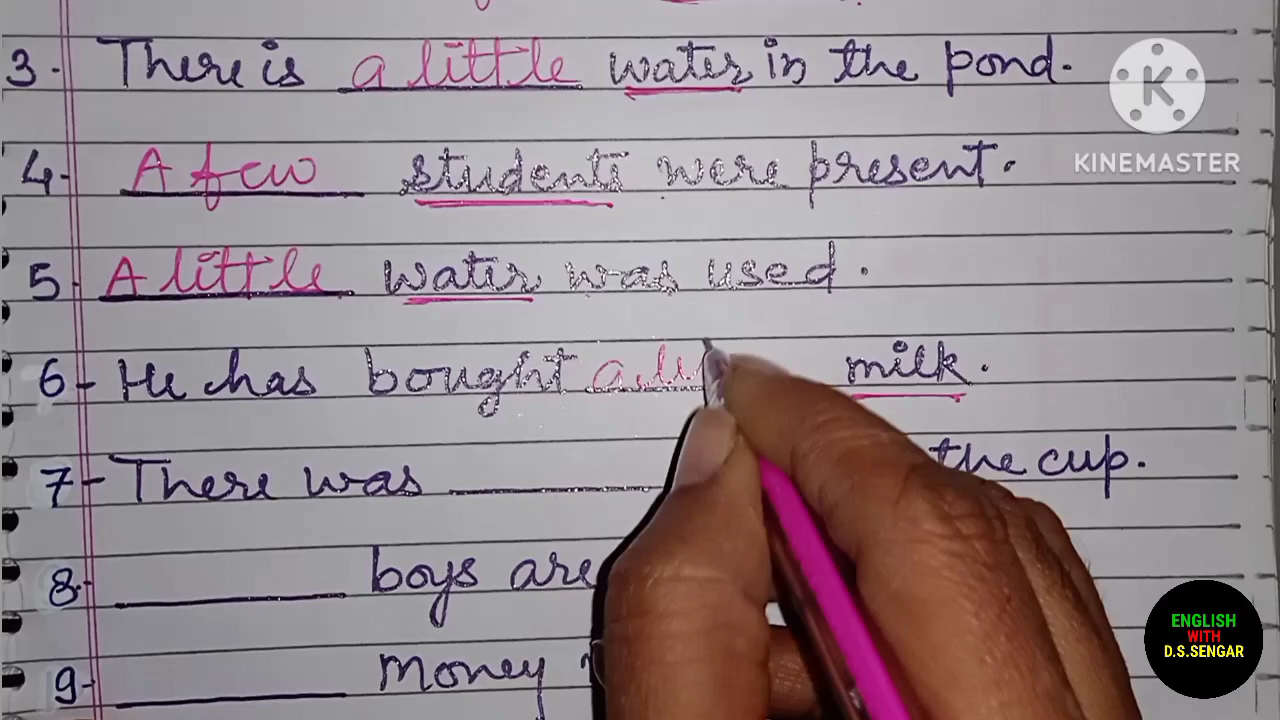 3. There is a little water in the pond.
KINEMASTER
4. A few students were present.
5. A little water was used.
6- He has bought a milk.
7- There was the cup.
8. boys are
9- money
ENGLISH
WITH
D.S.SENGAR